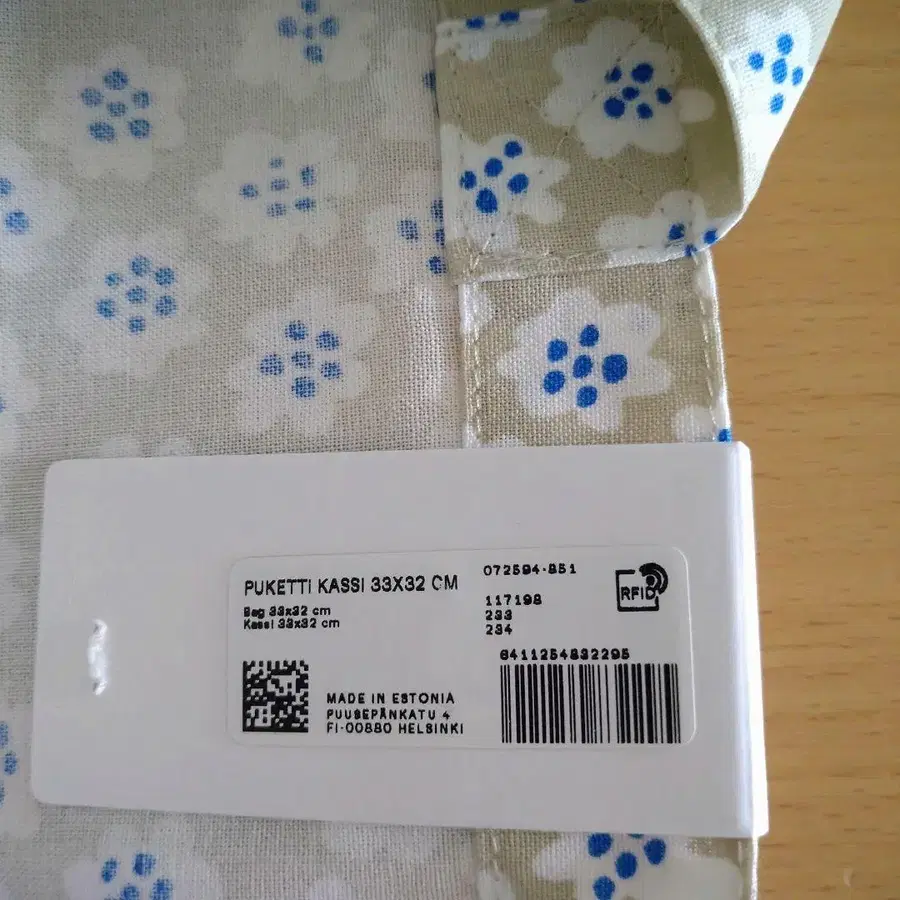 PUKETTI KASSI 33X32 CM
Bag 33x32 cm
Kassi 33x32 cm
072594-851
117198
233
234
RFID
6411254832295
MADE IN ESTONIA
PUUSEPÄNKATU 4
FI-00880 HELSINKI